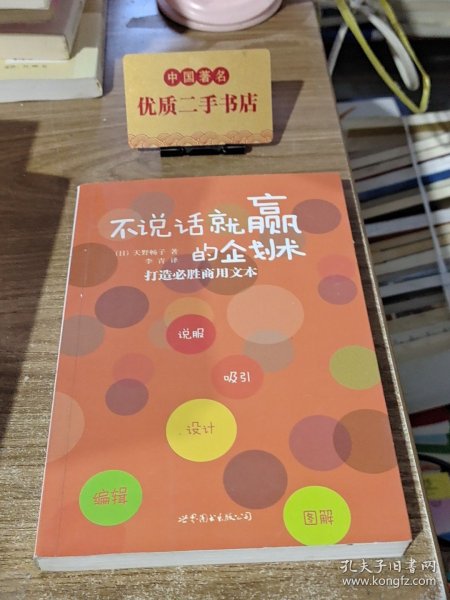 中国著名
优质二手书店
不说话就赢
的企划术
〔日〕天野畅子 著
李青 译
打造必胜商用文本
说服
吸引
设计
编辑
图解
世界图书出版公司
孔夫子旧书网
www.kongfz.com